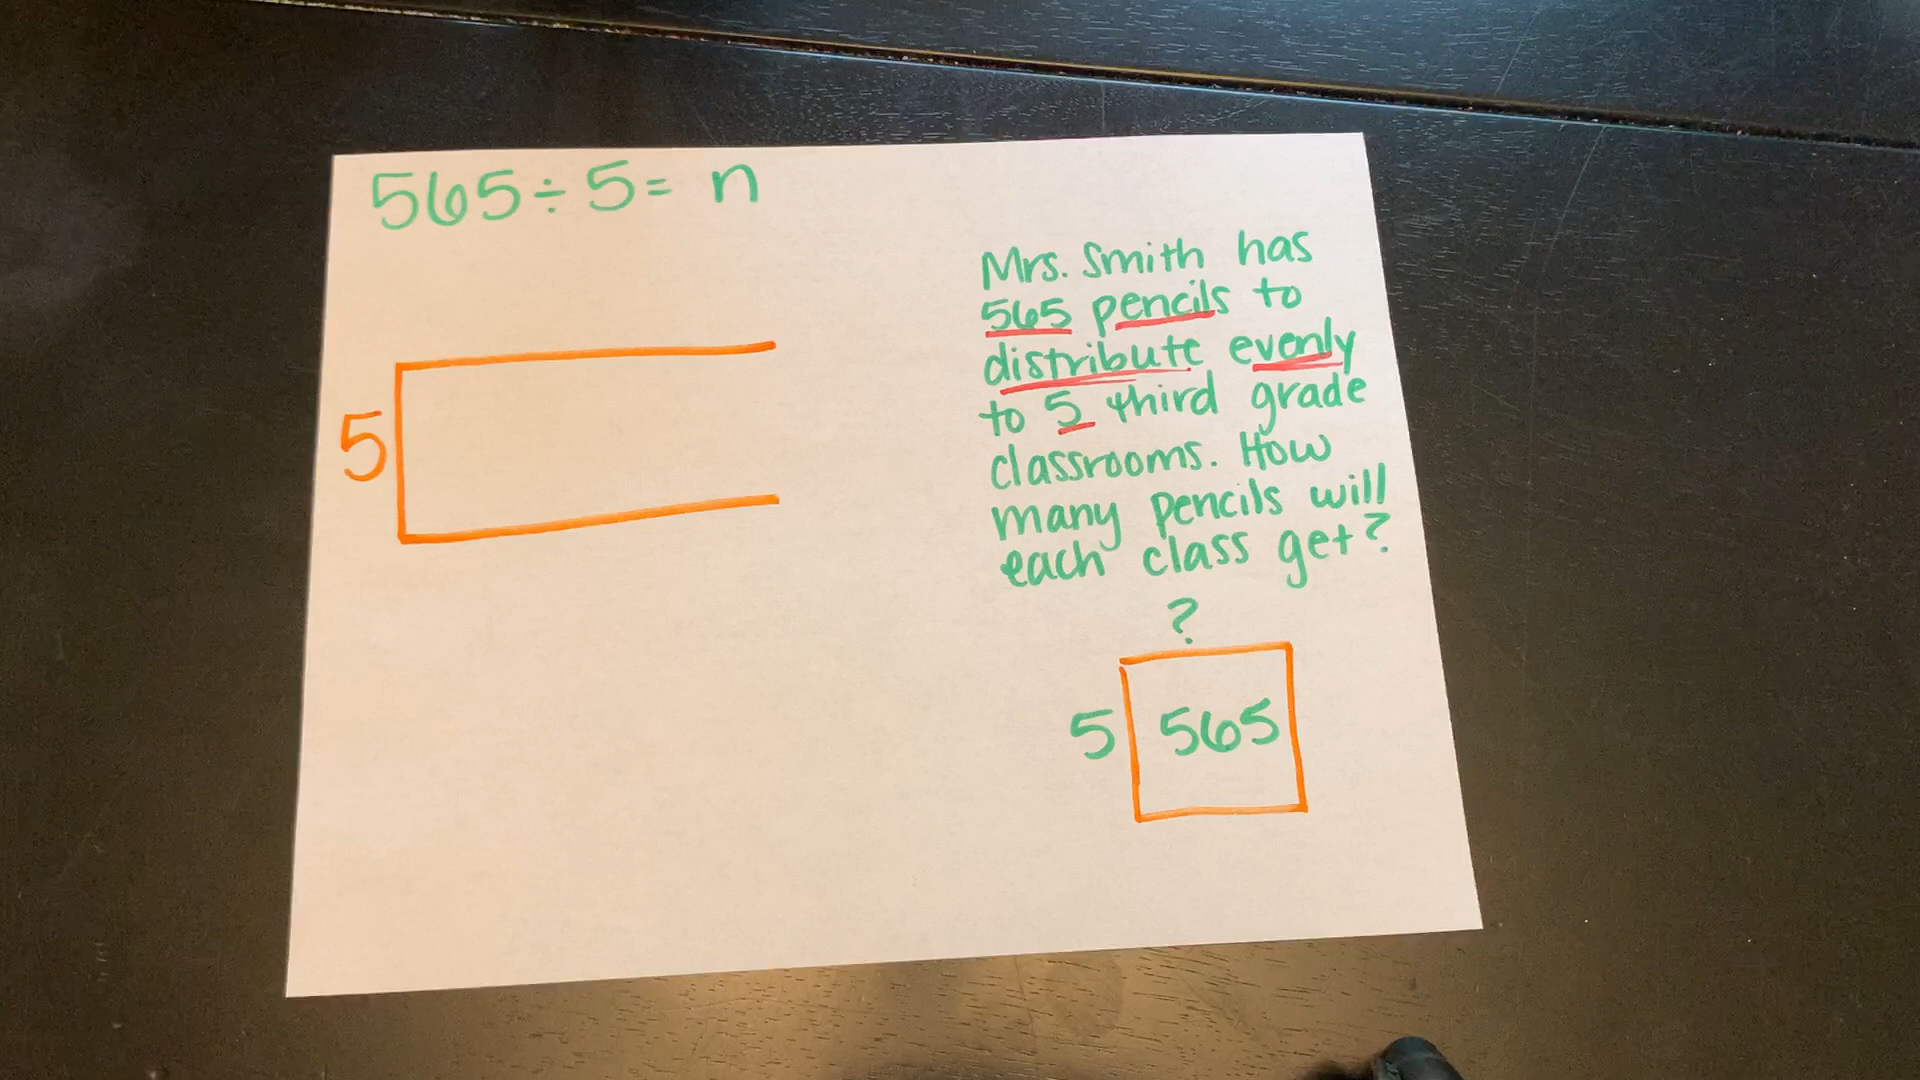 565 ÷ 5 = n
Mrs. Smith has
565 pencils to
distribute evenly
to 5 third grade
classrooms. How
many pencils will
each class get?
5
?
5 565